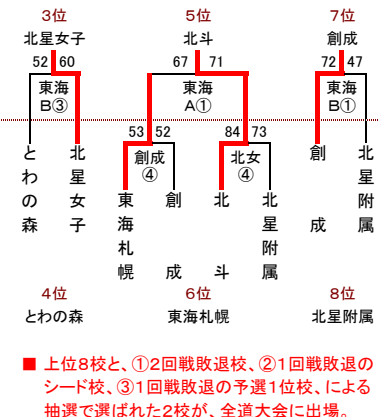 3位 5位 7位
北星女子 北斗 創成
52 60 67 71 72 47
東海 東海 東海
B③ A① B①
53 52 84 73
創成 北女
④ ④
とわの森 北星女子 東海札幌 創成 北斗 北星附属 創成 北星附属
4位 6位 8位
とわの森 東海札幌 北星附属
■ 上位8校と、①2回戦敗退校、②1回戦敗退の
シード校、③1回戦敗退の予選1位校、による
抽選で選ばれた2校が、全道大会に出場。